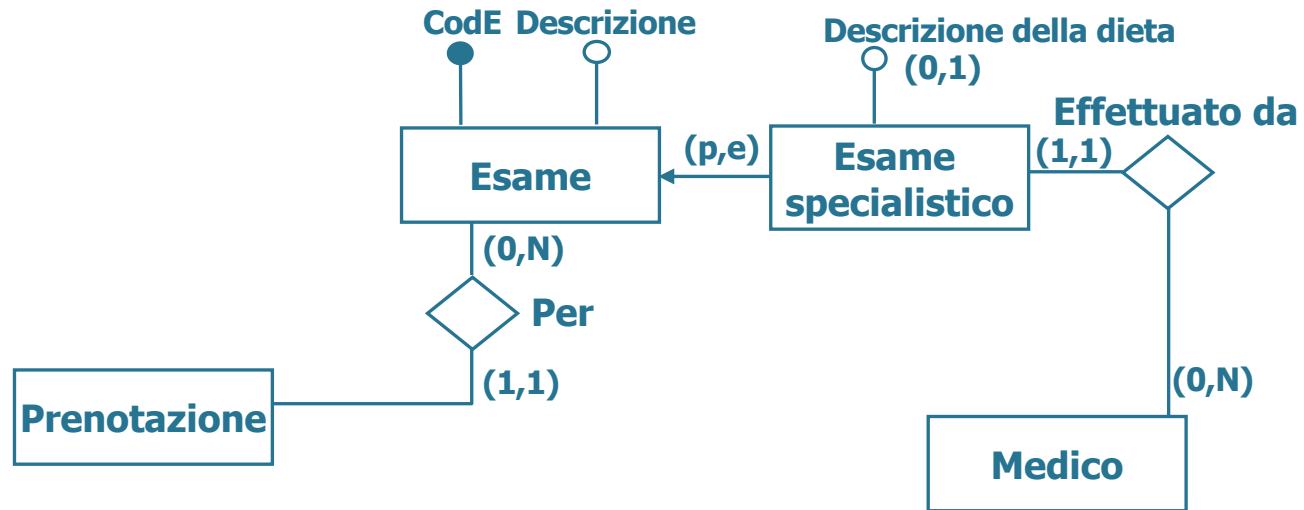 CodE Descrizione
Descrizione della dieta
(0,1)
Effettuato da
(p,e)
(1,1)
Esame
Esame
specialistico
(0,N)
Per
(1,1)
(0,N)
Prenotazione
Medico